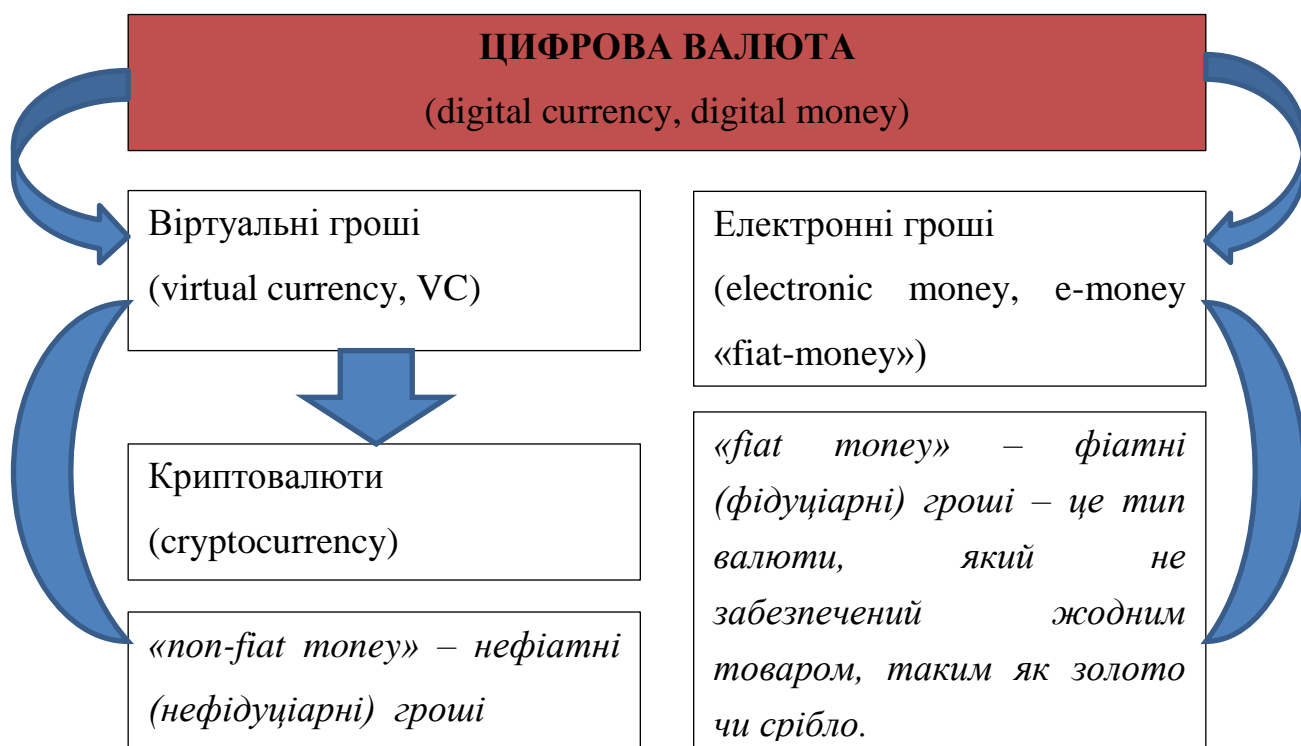 ЦИФРОВА ВАЛЮТА
(digital currency, digital money)
Віртуальні гроші
(virtual currency, VC)
Електронні гроші
(electronic money, e-money
«fiat-money»)
Криптовалюти
(cryptocurrency)
«non-fiat money» – нефіатні
(нефідуціарні) гроші
«fiat money» – фіатні
(фідуціарні) гроші – це тип
валюти, який не
забезпечений жодним
товаром, таким як золото
чи срібло.